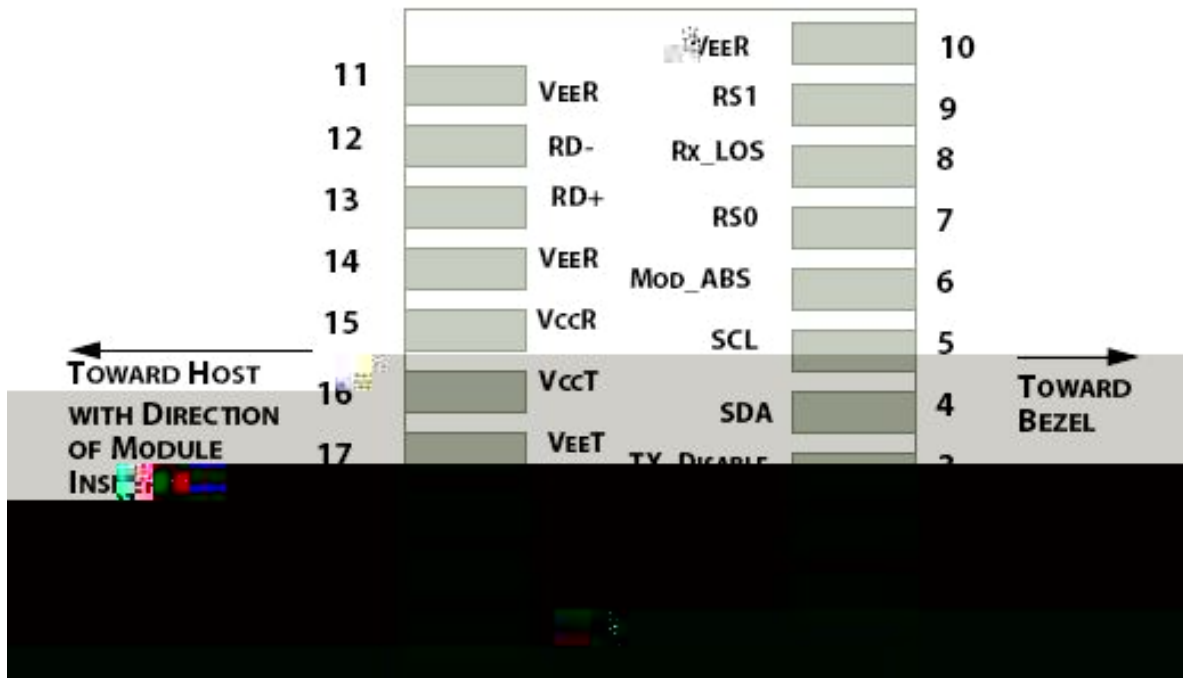 VEER 10
11 VEER
RS1 9
12 RD-
Rx_LOS 8
13 RD+
RS0 7
14 VEER
MOD_ABS 6
15 VCCR
SCL 5
TOWARD HOST
WITH DIRECTION
OF MODULE
16 VCCT
SDA 4
TOWARD
BEZEL
17 VEET
TX_DISABLE